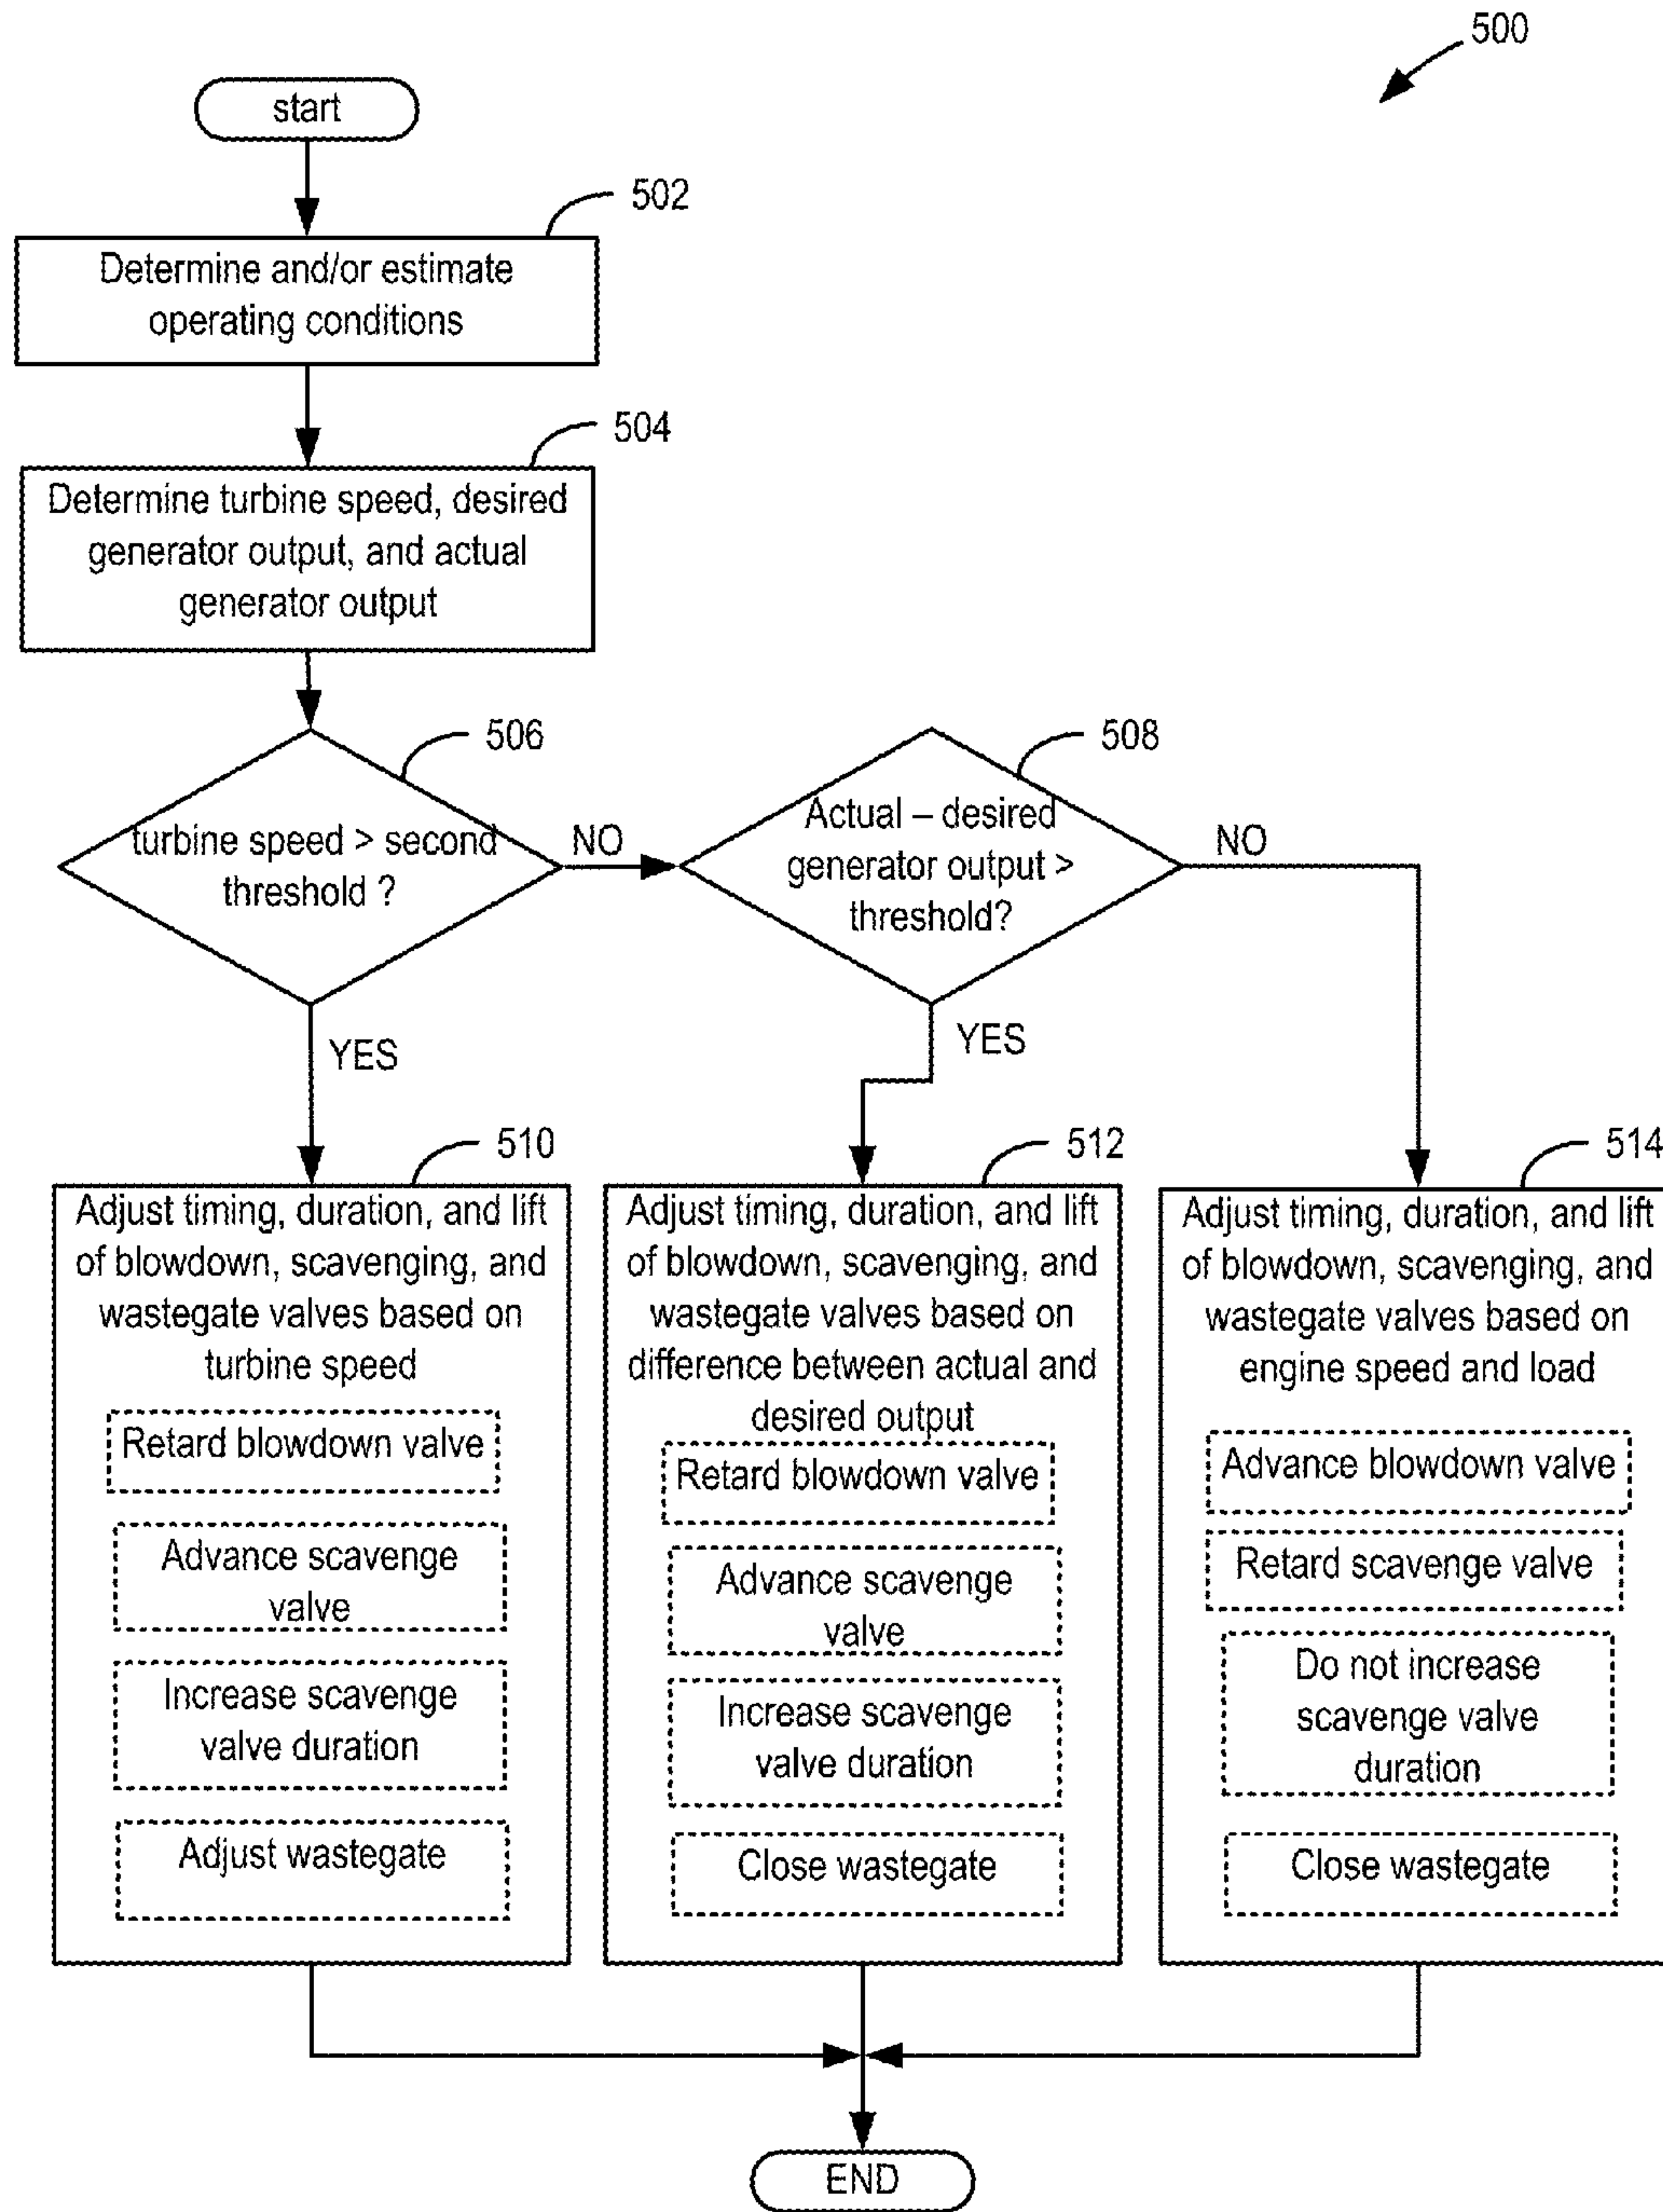 500
start
502
Determine and/or estimate
operating conditions
504
Determine turbine speed, desired
generator output, and actual
generator output
506
turbine speed > second
threshold ?
NO
508
Actual – desired
generator output >
threshold?
NO
YES
YES
510
Adjust timing, duration, and lift
of blowdown, scavenging, and
wastegate valves based on
turbine speed
Retard blowdown valve
Advance scavenge
valve
Increase scavenge
valve duration
Adjust wastegate
512
Adjust timing, duration, and lift
of blowdown, scavenging, and
wastegate valves based on
difference between actual and
desired output
Retard blowdown valve
Advance scavenge
valve
Increase scavenge
valve duration
Close wastegate
514
Adjust timing, duration, and lift
of blowdown, scavenging, and
wastegate valves based on
engine speed and load
Advance blowdown valve
Retard scavenge valve
Do not increase
scavenge valve
duration
Close wastegate
END